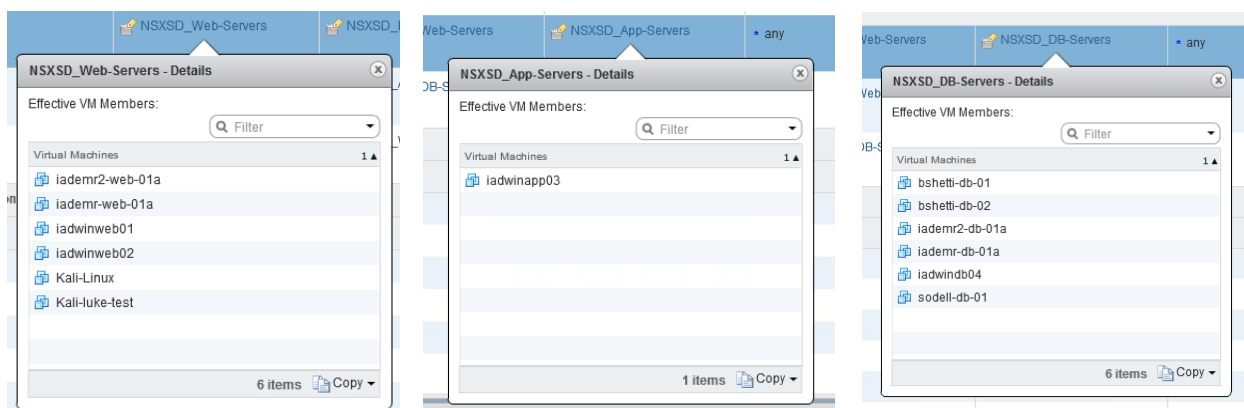 NSXSD_Web-Servers
NSXSD_
NSXSD_Web-Servers - Details
Effective VM Members:
Filter
Virtual Machines 1
iademr2-web-01a
iademr-web-01a
iadwinweb01
iadwinweb02
Kali-Linux
Kali-luke-test
6 items Copy
Web-Servers NSXSD_App-Servers * any
DB-S
NSXSD_App-Servers - Details
Effective VM Members:
Filter
Virtual Machines 1
iadwinapp03
1 items Copy
Web-Servers NSXSD_DB-Servers * any
Web
DB-S
NSXSD_DB-Servers - Details
Effective VM Members:
Filter
Virtual Machines 1
bshetti-db-01
bshetti-db-02
iademr2-db-01a
iademr-db-01a
iadwindb04
sodell-db-01
6 items Copy